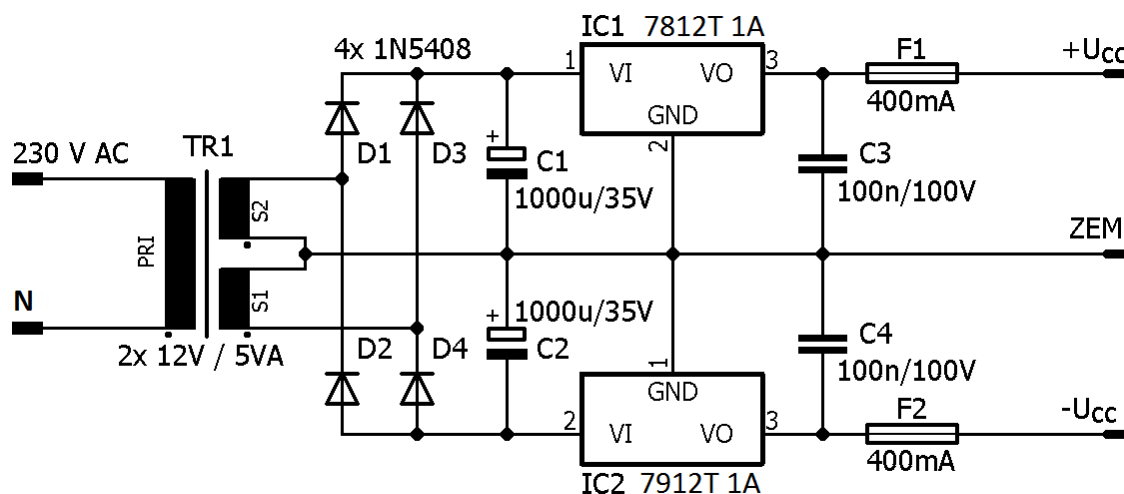 IC1 7812T 1A
4x 1N5408
1
VI
VO
3
F1
+UCC
GND
400mA
2
230 V AC
TR1
D1
D3
+
C1
1000u/35V
C3
100n/100V
PRI
S2
ZEM
S1
N
2x 12V / 5VA
D2
D4
1000u/35V
+
C2
1
C4
100n/100V
GND
2
VI
VO
3
F2
-UCC
400mA
IC2 7912T 1A